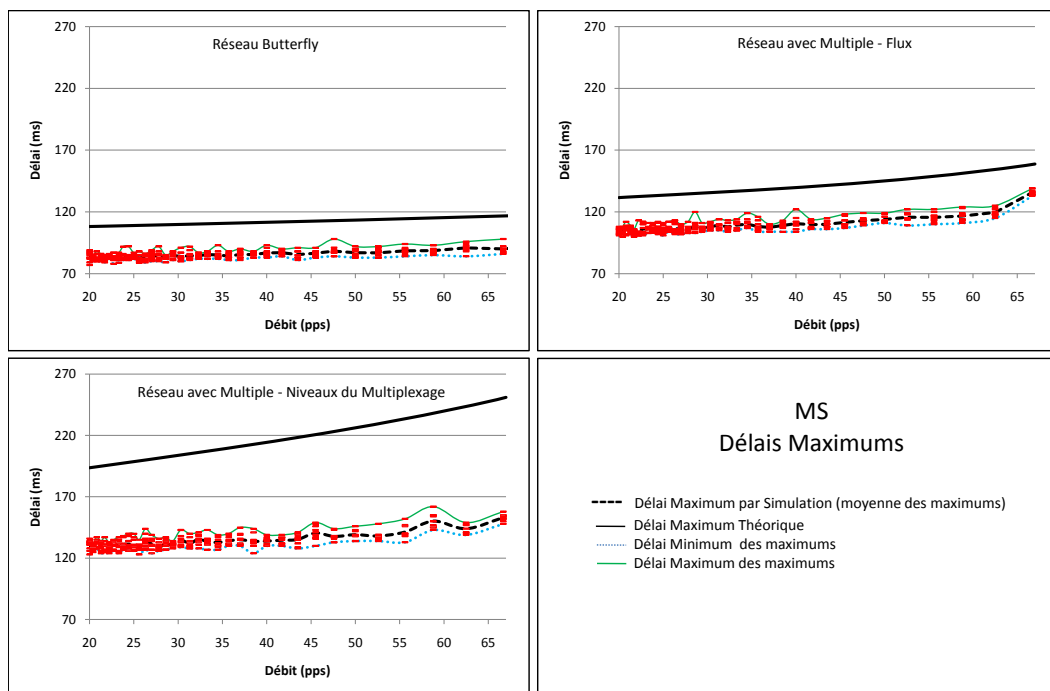 Réseau Butterfly
Délai (ms)
270
220
170
120
70
20 25 30 35 40 45 50 55 60 65
Débit (pps)
Réseau avec Multiple - Flux
Délai (ms)
270
220
170
120
70
20 25 30 35 40 45 50 55 60 65
Débit (pps)
Réseau avec Multiple - Niveaux du Multiplexage
Délai (ms)
270
220
170
120
70
20 25 30 35 40 45 50 55 60 65
Débit (pps)
MS
Délais Maximums
Délai Maximum par Simulation (moyenne des maximums)
Délai Maximum Théorique
Délai Minimum des maximums
Délai Maximum des maximums